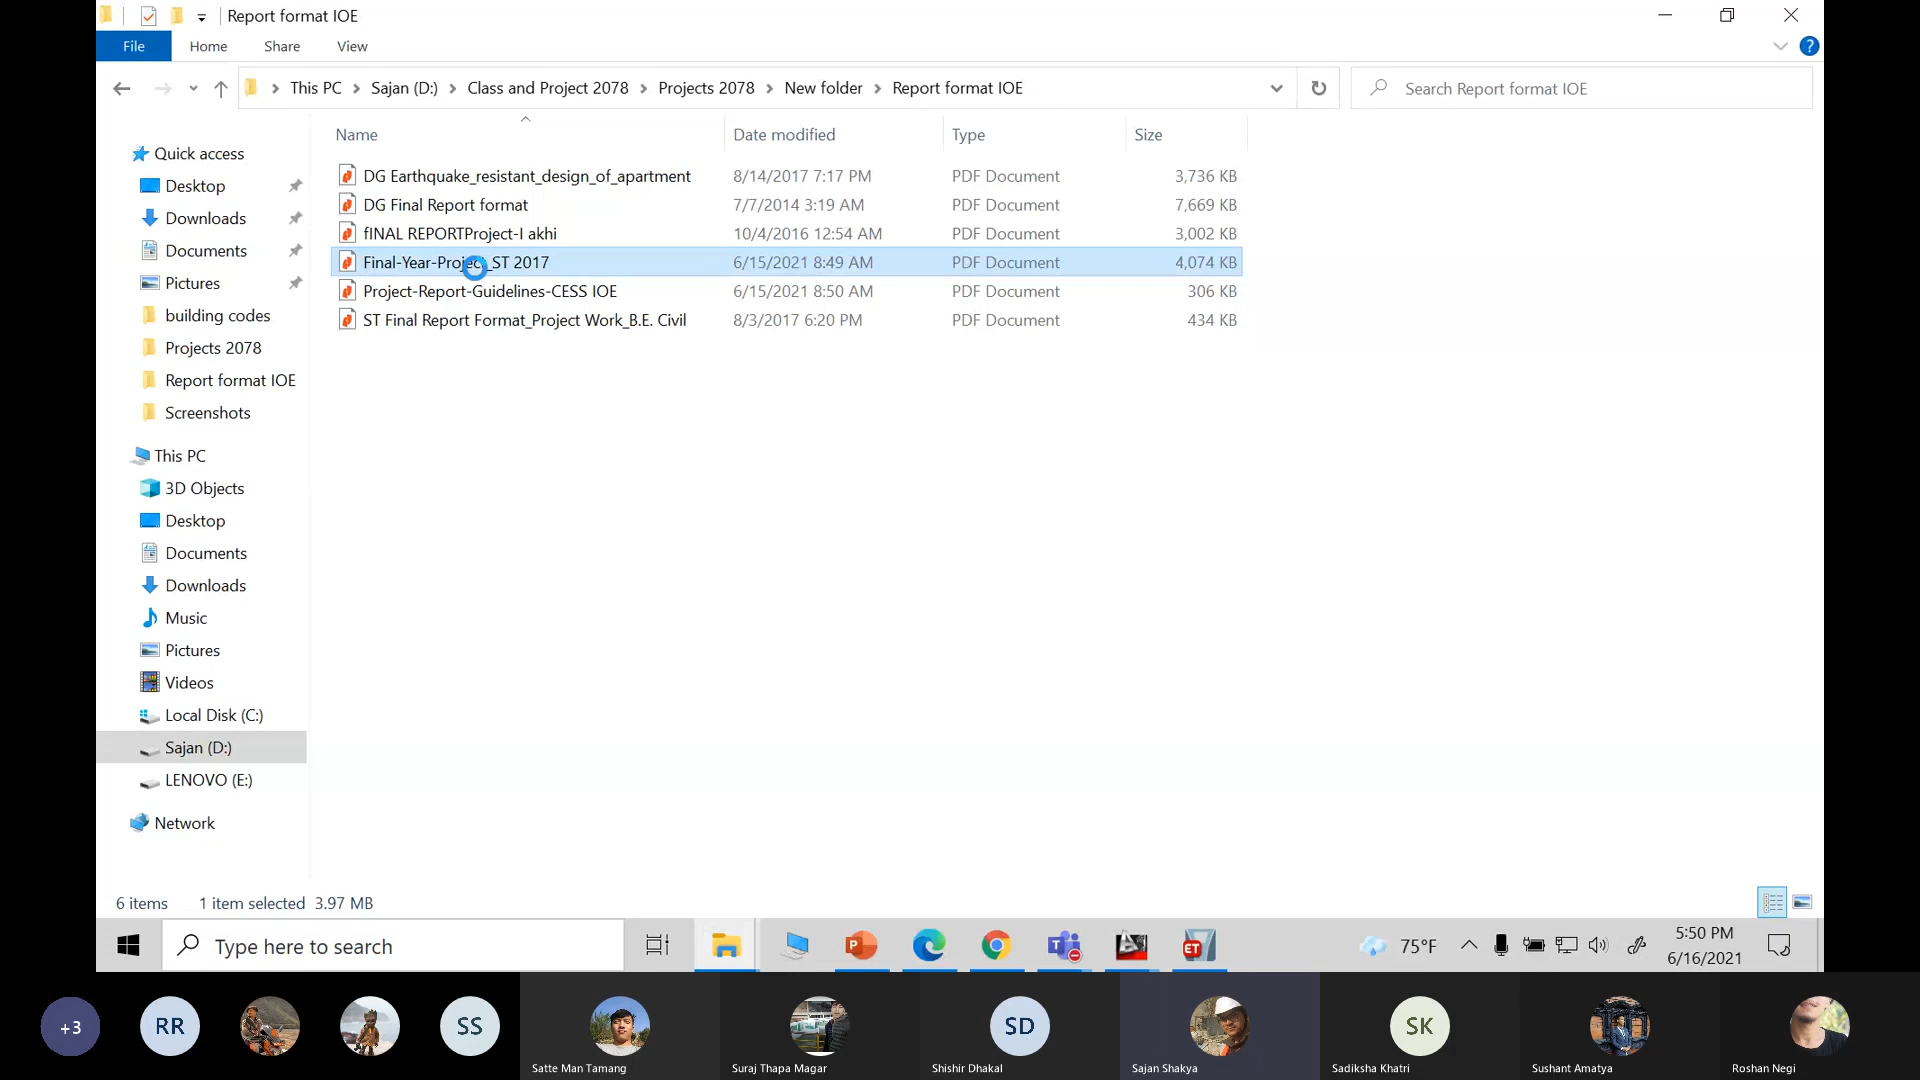 Report format IOE
File
Home
Share
View
This PC
Sajan (D:)
Class and Project 2078
Projects 2078
New folder
Report format IOE
Search Report format IOE
Name
Date modified
Type
Size
DG Earthquake_resistant_design_of_apartment 8/14/2017 7:17 PM PDF Document 3,736 KB
DG Final Report format 7/7/2014 3:19 AM PDF Document 7,669 KB
fINAL REPORTProject-I akhi 10/4/2016 12:54 AM PDF Document 3,002 KB
Final-Year-Project_ST 2017 6/15/2021 8:49 AM PDF Document 4,074 KB
Project-Report-Guidelines-CESS IOE 6/15/2021 8:50 AM PDF Document 306 KB
ST Final Report Format_Project Work_B.E. Civil 8/3/2017 6:20 PM PDF Document 434 KB
Quick access
Desktop
Downloads
Documents
Pictures
building codes
Projects 2078
Report format IOE
Screenshots
This PC
3D Objects
Desktop
Documents
Downloads
Music
Pictures
Videos
Local Disk (C:)
Sajan (D:)
LENOVO (E:)
Network
6 items 1 item selected 3.97 MB
Type here to search
P
T
ET
75°F
5:50 PM
6/16/2021
+3
RR
SS
SD
SK
Satte Man Tamang
Suraj Thapa Magar
Shishir Dhakal
Sajan Shakya
Sadiksha Khatri
Sushant Amatya
Roshan Negi